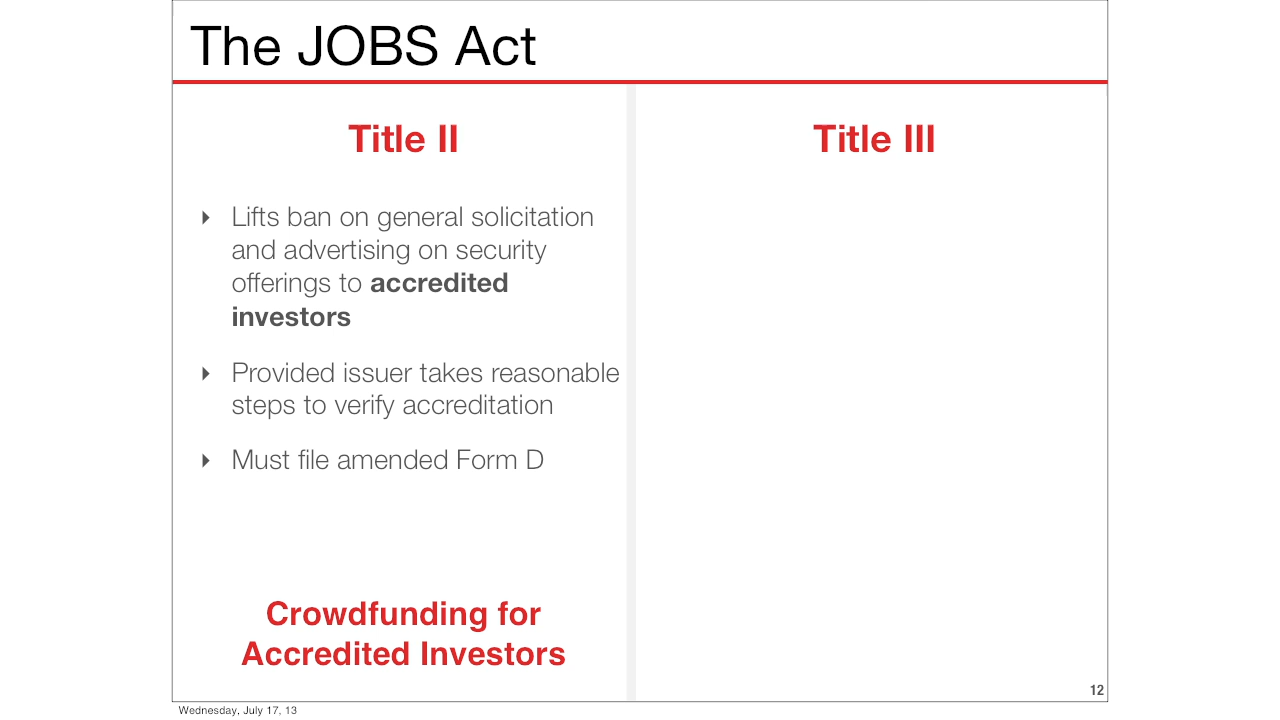 The JOBS Act
Title II
Lifts ban on general solicitation
and advertising on security
offerings to accredited
investors
Provided issuer takes reasonable
steps to verify accreditation
Must file amended Form D
Crowdfunding for
Accredited Investors
Title III
12
Wednesday, July 17, 13